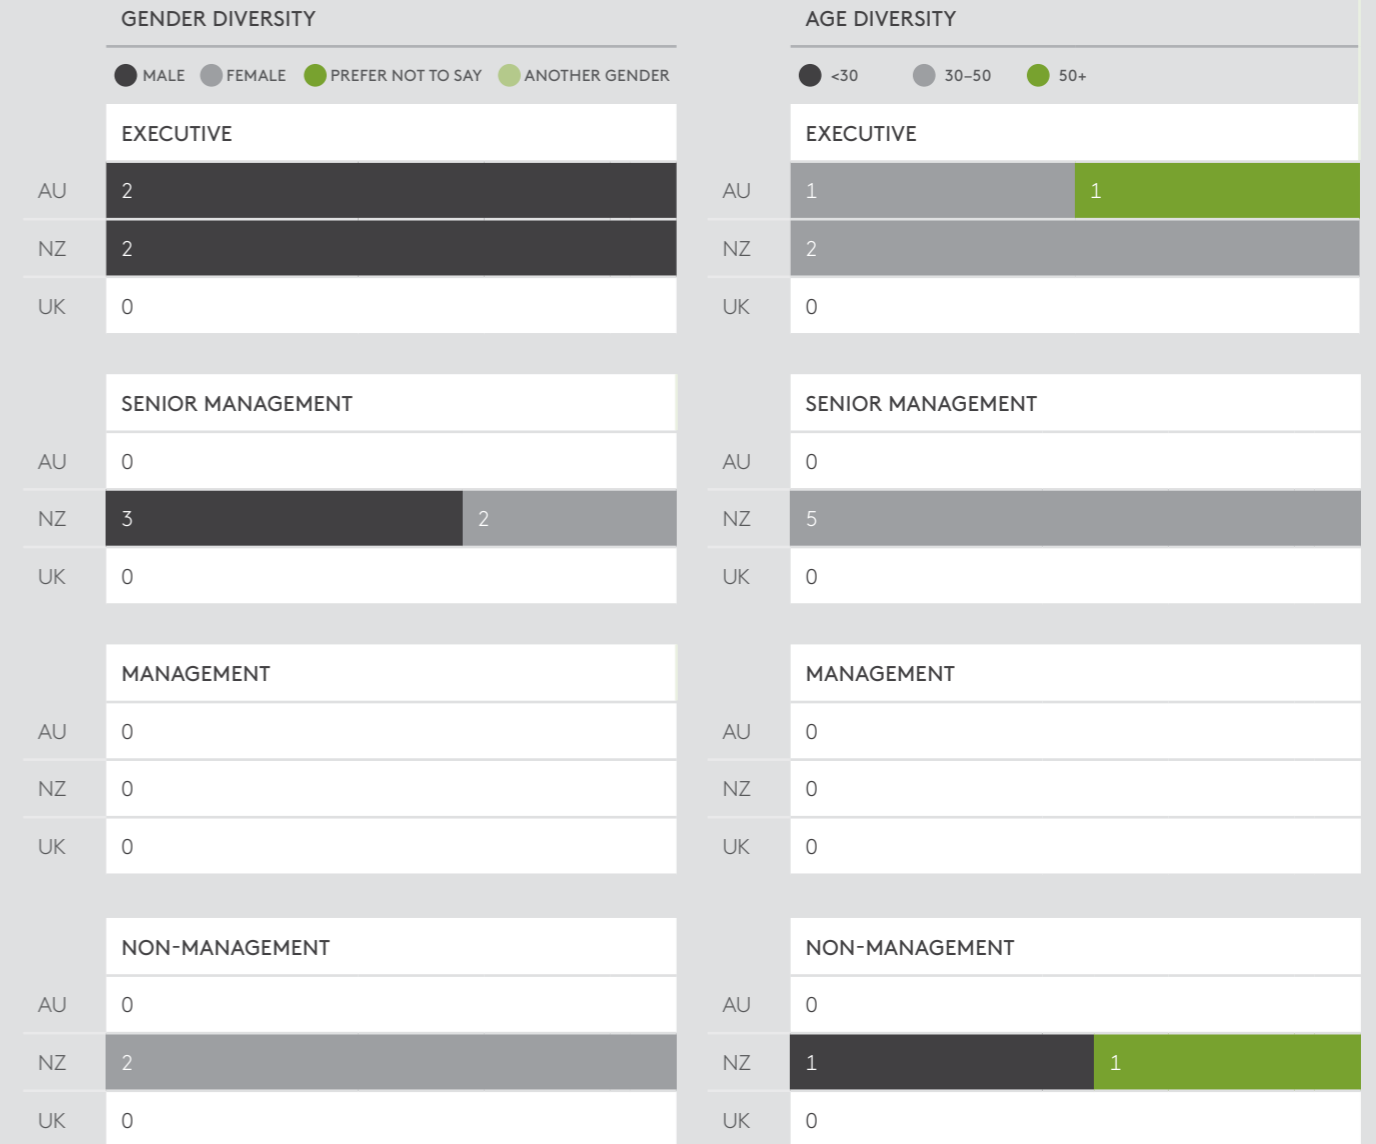 GENDER DIVERSITY
MALE FEMALE PREFER NOT TO SAY ANOTHER GENDER
EXECUTIVE
AU 2
NZ 2
UK 0
SENIOR MANAGEMENT
AU 0
NZ 3 2
UK 0
MANAGEMENT
AU 0
NZ 0
UK 0
NON-MANAGEMENT
AU 0
NZ 2
UK 0
AGE DIVERSITY
<30 30–50 50+
EXECUTIVE
AU 1 1
NZ 2
UK 0
SENIOR MANAGEMENT
AU 0
NZ 5
UK 0
MANAGEMENT
AU 0
NZ 0
UK 0
NON-MANAGEMENT
AU 0
NZ 1 1
UK 0